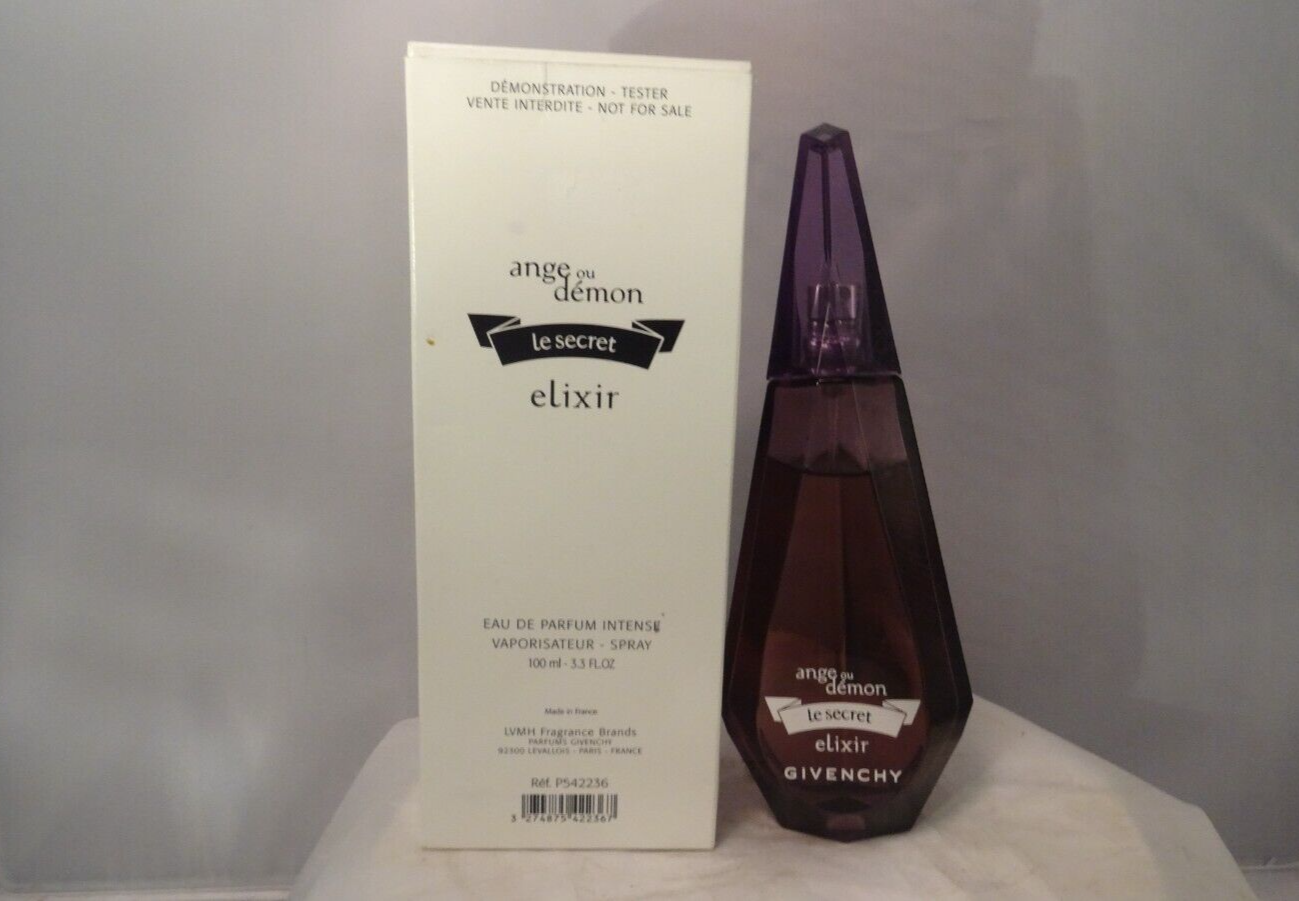 DÉMONSTRATION - TESTER
VENTE INTERDITE - NOT FOR SALE
ange ou
démon
le secret
elixir
EAU DE PARFUM INTENSE
VAPORISATEUR - SPRAY
100 ml - 3.3 FL.OZ
Made in France
LVMH Fragrance Brands
PARFUMS GIVENCHY
92300 LEVALLOIS - PARIS - FRANCE
Réf. P542236
3 274875 422367
ange ou
démon
le secret
elixir
GIVENCHY